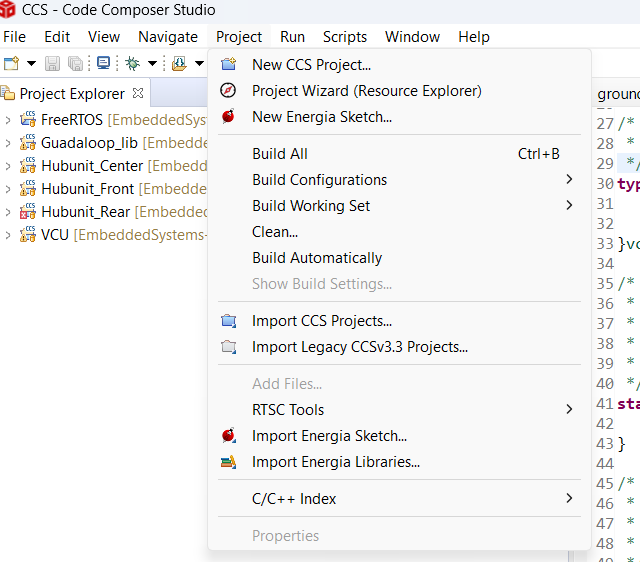 CCS - Code Composer Studio
File Edit View Navigate Project Run Scripts Window Help
Project Explorer
FreeRTOS [EmbeddedSys
Guadaloop_lib [Embedde
Hubunit_Center [Embedd
Hubunit_Front [Embedde
Hubunit_Rear [Embedded
VCU [EmbeddedSystems-
New CCS Project...
Project Wizard (Resource Explorer)
New Energia Sketch...
Build All Ctrl+B
Build Configurations
Build Working Set
Clean...
Build Automatically
Show Build Settings...
Import CCS Projects...
Import Legacy CCSv3.3 Projects...
Add Files...
RTSC Tools
Import Energia Sketch...
Import Energia Libraries...
C/C++ Index
Properties
ground
27 /*
28 *
29 */
30 typ
31
32
33 }vc
34
35 /*
36 *
37 *
38 *
39 *
40 */
41 sta
42
43 }
44
45 /*
46 *
47 *
48 *
49 *